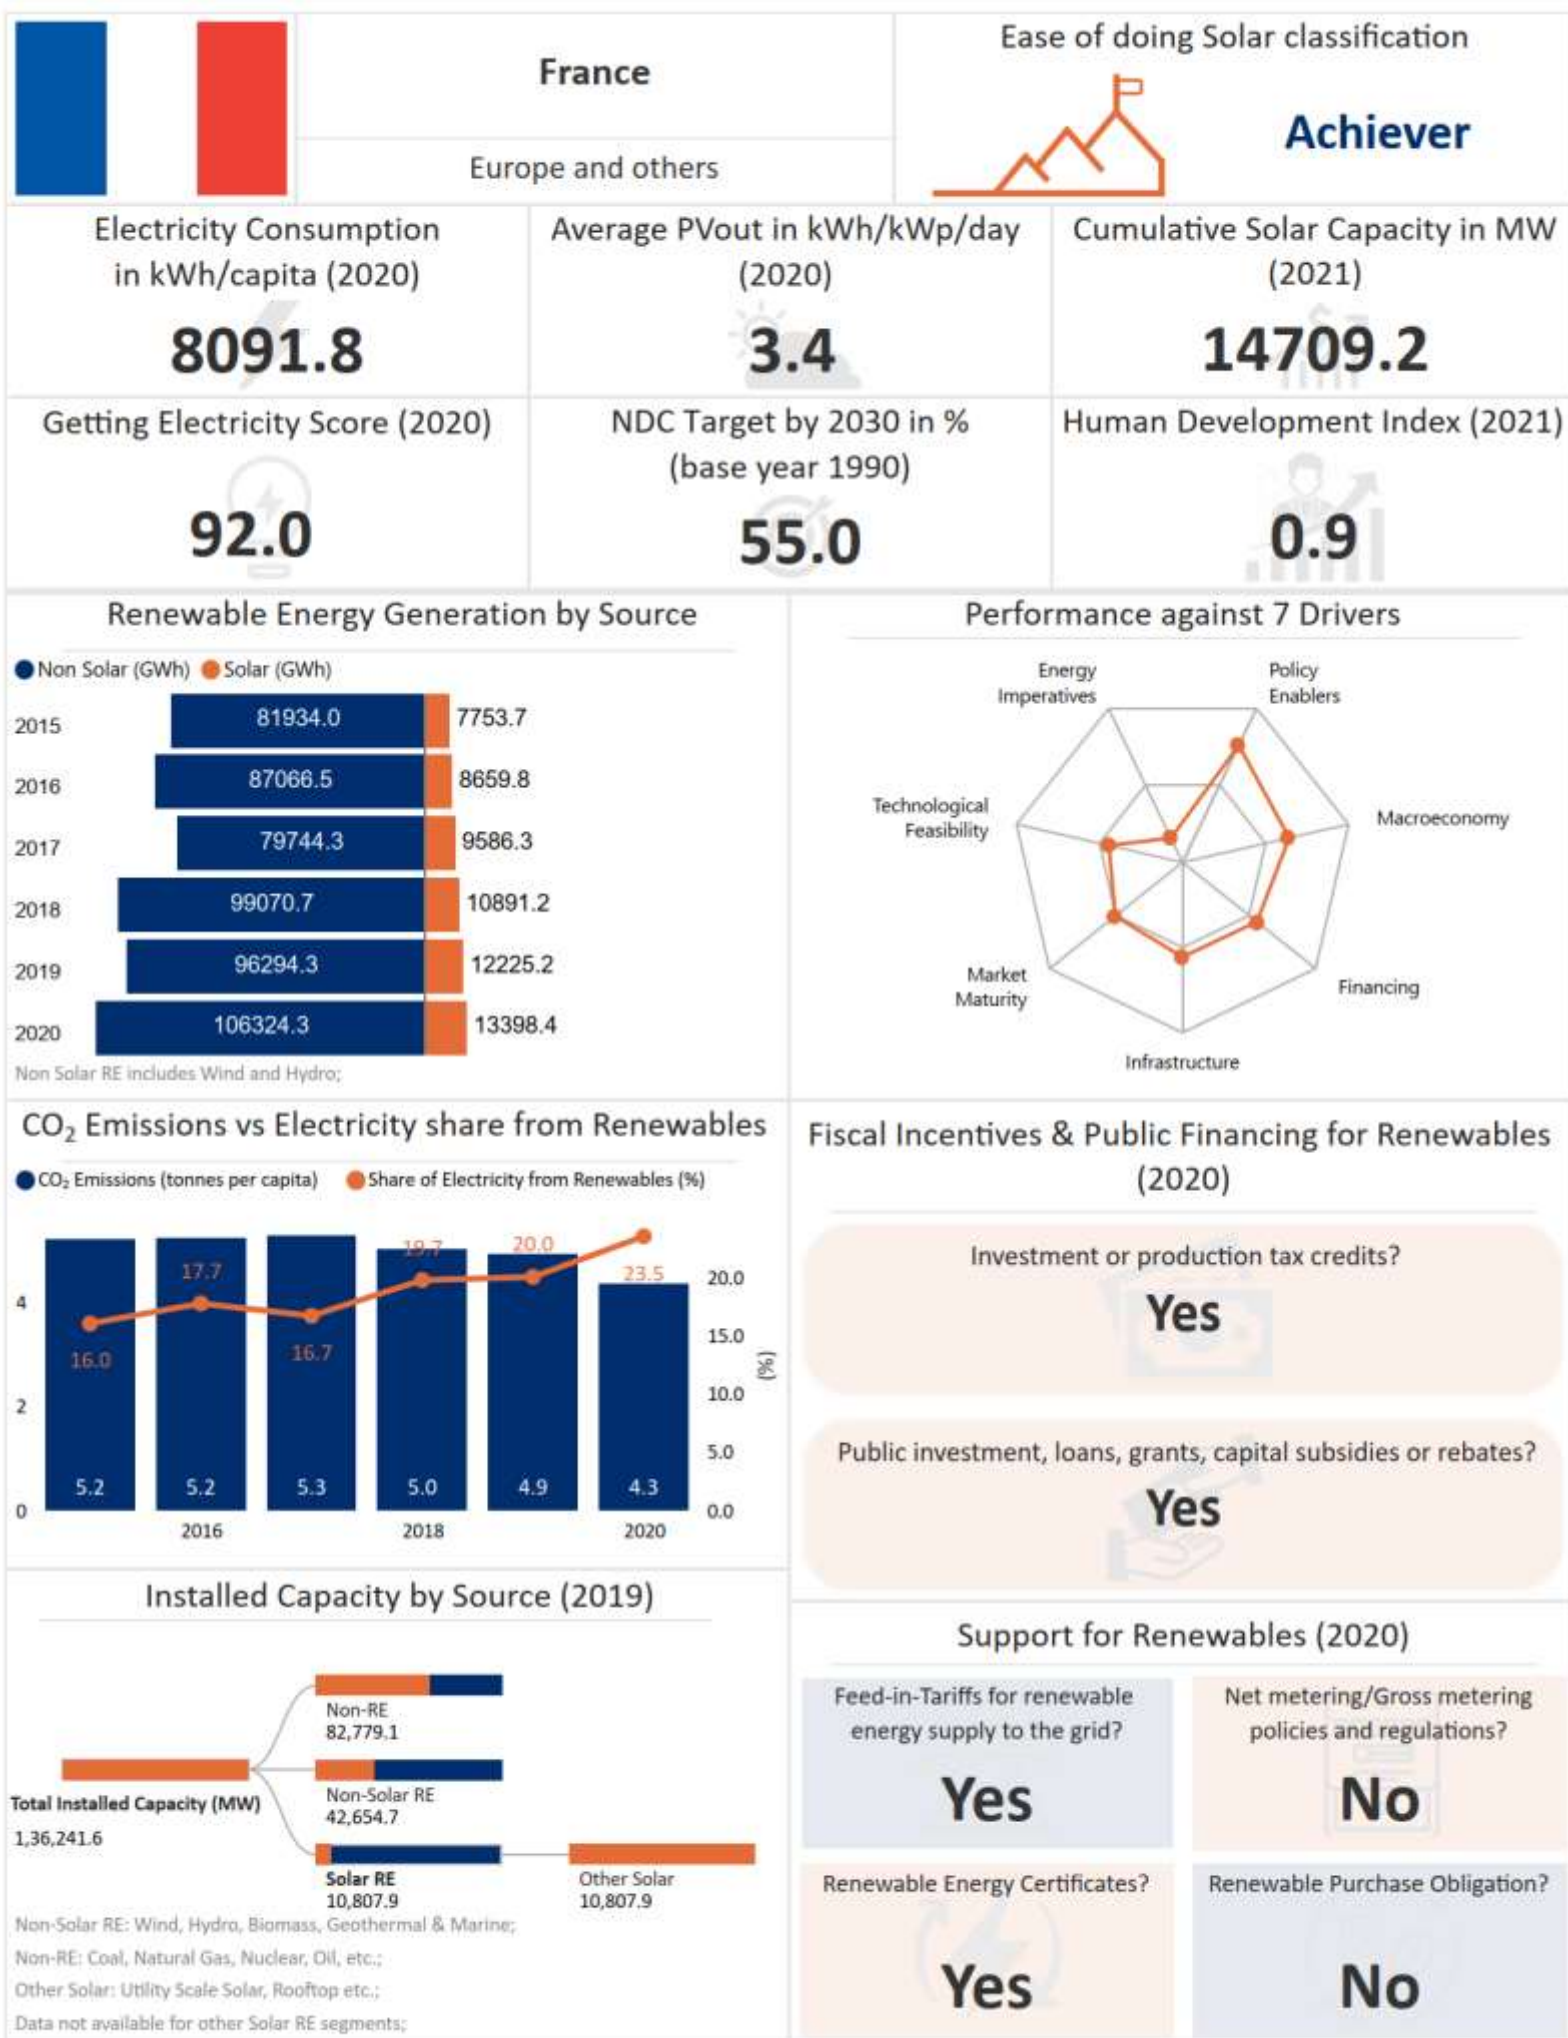 France
Europe and others
Ease of doing Solar classification
Achiever
Electricity Consumption
in kWh/capita (2020)
8091.8
Average PVout in kWh/kWp/day
(2020)
3.4
Cumulative Solar Capacity in MW
(2021)
14709.2
Getting Electricity Score (2020)
92.0
NDC Target by 2030 in %
(base year 1990)
55.0
Human Development Index (2021)
0.9
Renewable Energy Generation by Source
Non Solar (GWh) Solar (GWh)
2015 81934.0 7753.7
2016 87066.5 8659.8
2017 79744.3 9586.3
2018 99070.7 10891.2
2019 96294.3 12225.2
2020 106324.3 13398.4
Non Solar RE includes Wind and Hydro;
Performance against 7 Drivers
Energy
Imperatives
Policy
Enablers
Technological
Feasibility
Macroeconomy
Market
Maturity
Financing
Infrastructure
CO₂ Emissions vs Electricity share from Renewables
CO₂ Emissions (tonnes per capita) Share of Electricity from Renewables (%)
19.7 20.0
17.7 23.5 20.0
4
15.0
16.0 16.7
(%)
10.0
2
5.0
5.2 5.2 5.3 5.0 4.9 4.3
0 0.0
2016 2018 2020
Fiscal Incentives & Public Financing for Renewables
(2020)
Investment or production tax credits?
Yes
Public investment, loans, grants, capital subsidies or rebates?
Yes
Installed Capacity by Source (2019)
Non-RE
82,779.1
Total Installed Capacity (MW)
1,36,241.6
Non-Solar RE
42,654.7
Solar RE
10,807.9
Other Solar
10,807.9
Non-Solar RE: Wind, Hydro, Biomass, Geothermal & Marine;
Non-RE: Coal, Natural Gas, Nuclear, Oil, etc.;
Other Solar: Utility Scale Solar, Rooftop etc.;
Data not available for other Solar RE segments;
Support for Renewables (2020)
Feed-in-Tariffs for renewable
energy supply to the grid?
Yes
Net metering/Gross metering
policies and regulations?
No
Renewable Energy Certificates?
Yes
Renewable Purchase Obligation?
No